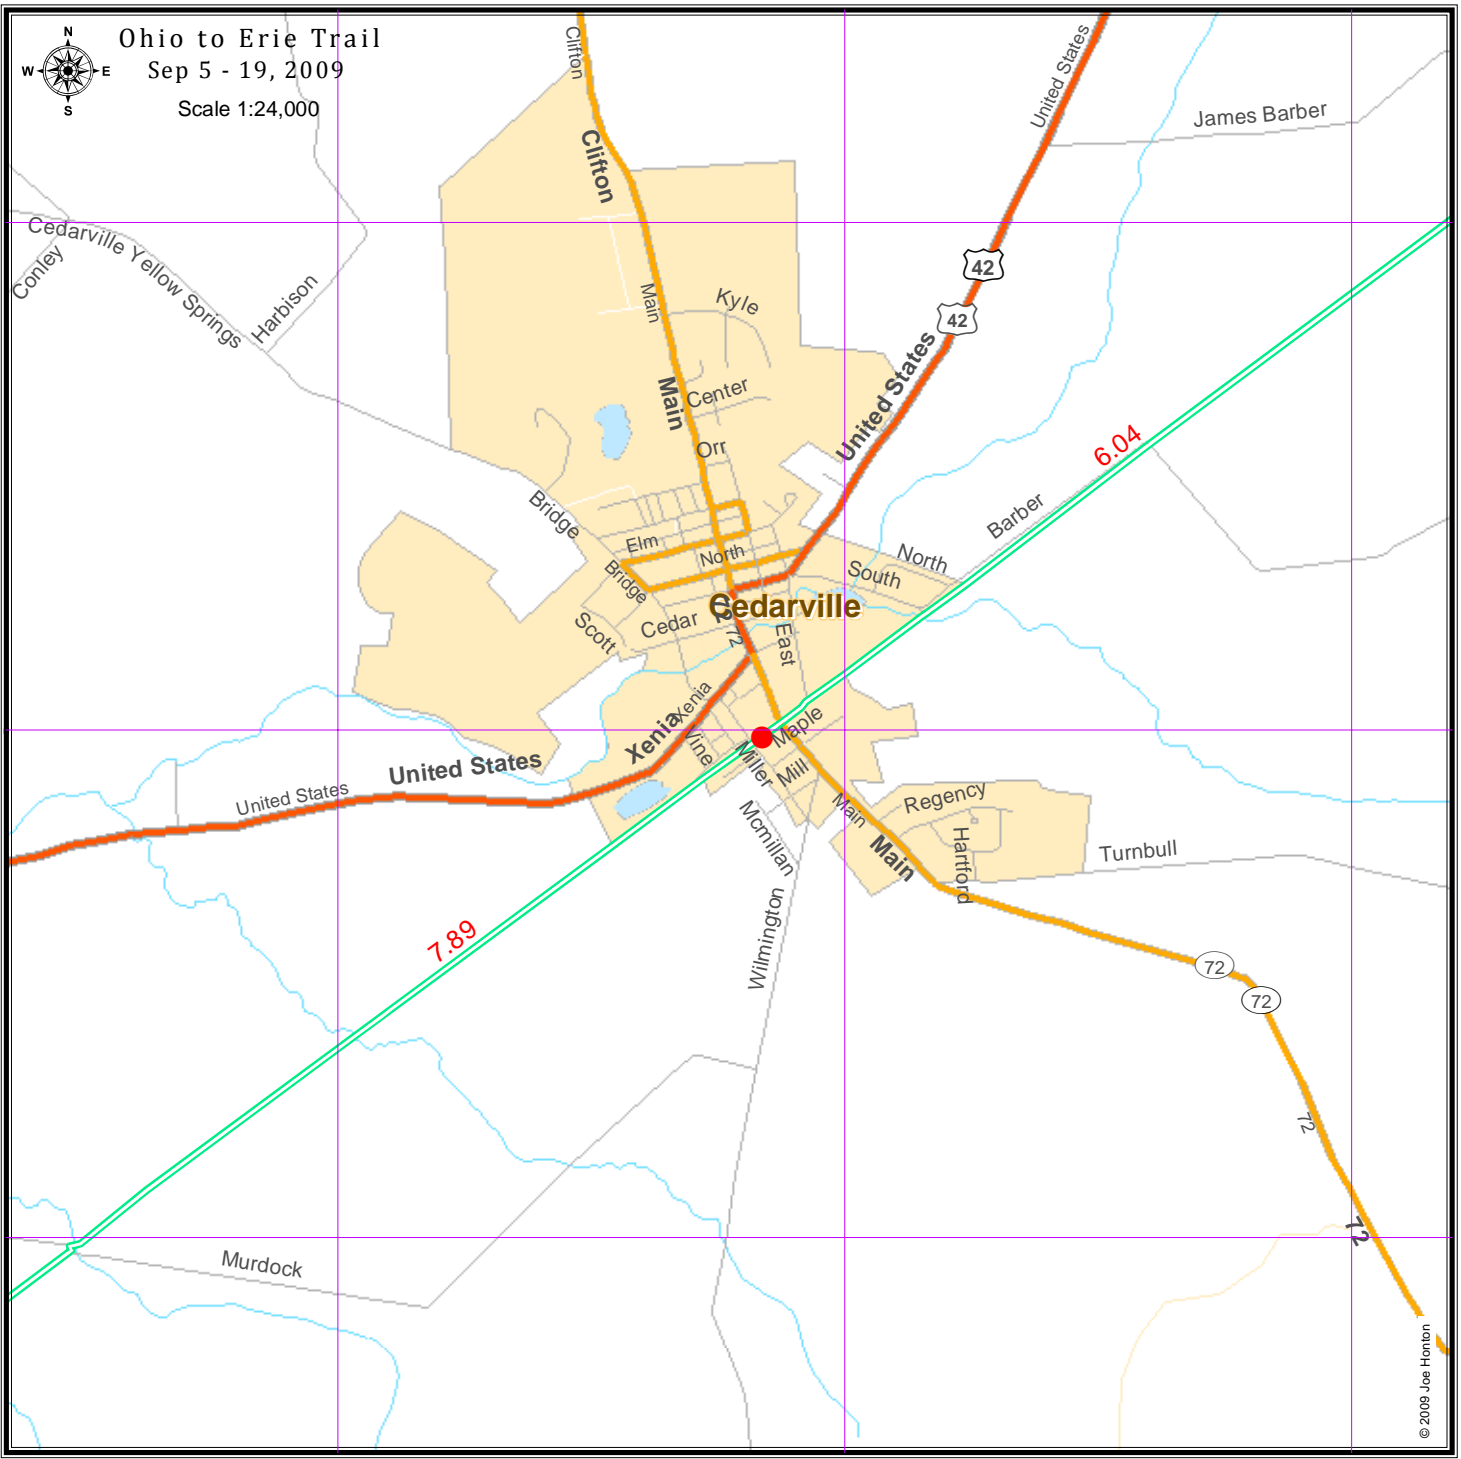 Ohio to Erie Trail
Sep 5 - 19, 2009
Scale 1:24,000
N
W
E
S
Clifton
United States
James Barber
Clifton
Cedarville Yellow Springs
Conley
Harbison
42
42
Main
Kyle
United States
Main
Center
Orr
6.04
Bridge
Barber
Elm
North
North
South
Bridge
Cedarville
72
Scott
Cedar
72
East
Xenia
Xenia
Maple
Vine
Miller
Mill
United States
United States
Main
Regency
Mcmillan
Main
Hartford
Turnbull
7.89
Wilmington
72
72
72
72
Murdock
© 2009 Joe Honton